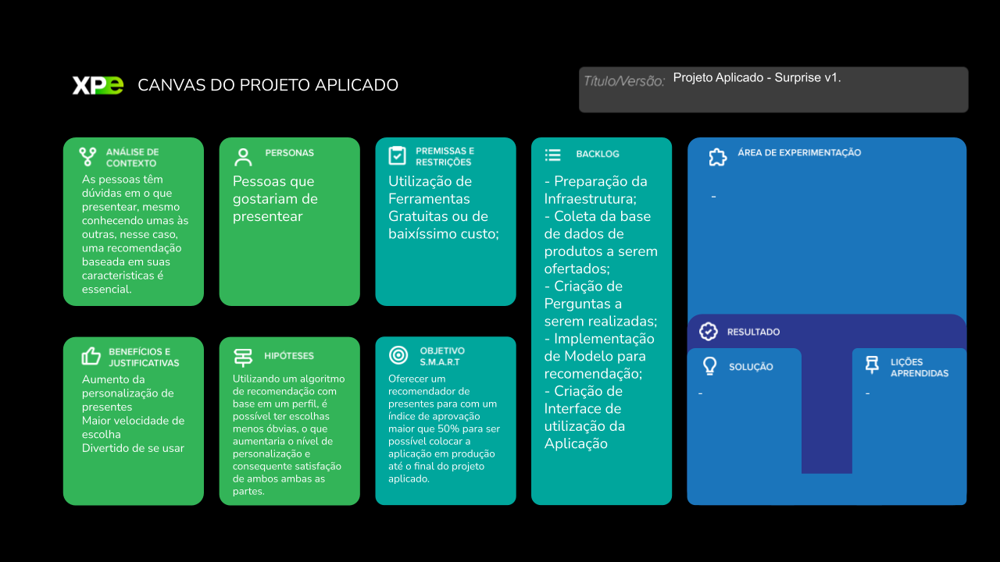 XPe
CANVAS DO PROJETO APLICADO
Título/Versão:
Projeto Aplicado - Surprise v1.
ANÁLISE DE
CONTEXTO
As pessoas têm
dúvidas em o que
presentear, mesmo
conhecendo umas às
outras, nesse caso,
uma recomendação
baseada em suas
caracteristicas é
essencial.
PERSONAS
Pessoas que
gostariam de
presentear
PREMISSAS E
RESTRIÇÕES
Utilização de
Ferramentas
Gratuitas ou de
baixíssimo custo;
BACKLOG
- Preparação da
Infraestrutura;
- Coleta da base
de dados de
produtos a serem
ofertados;
- Criação de
Perguntas a
serem realizadas;
- Implementação
de Modelo para
recomendação;
- Criação de
Interface de
utilização da
Aplicação
ÁREA DE EXPERIMENTAÇÃO
-
BENEFÍCIOS E
JUSTIFICATIVAS
Aumento da
personalização de
presentes
Maior velocidade de
escolha
Divertido de se usar
HIPÓTESES
Utilizando um algoritmo
de recomendação com
base em um perfil, é
possível ter escolhas
menos óbvias, o que
aumentaria o nível de
personalização e
consequente satisfação
de ambos ambas as
partes.
OBJETIVO
S.M.A.R.T
Oferecer um
recomendador de
presentes para com um
índice de aprovação
maior que 50% para ser
possível colocar a
aplicação em produção
até o final do projeto
aplicado.
RESULTADO
SOLUÇÃO
-
LIÇÕES
APRENDIDAS
-